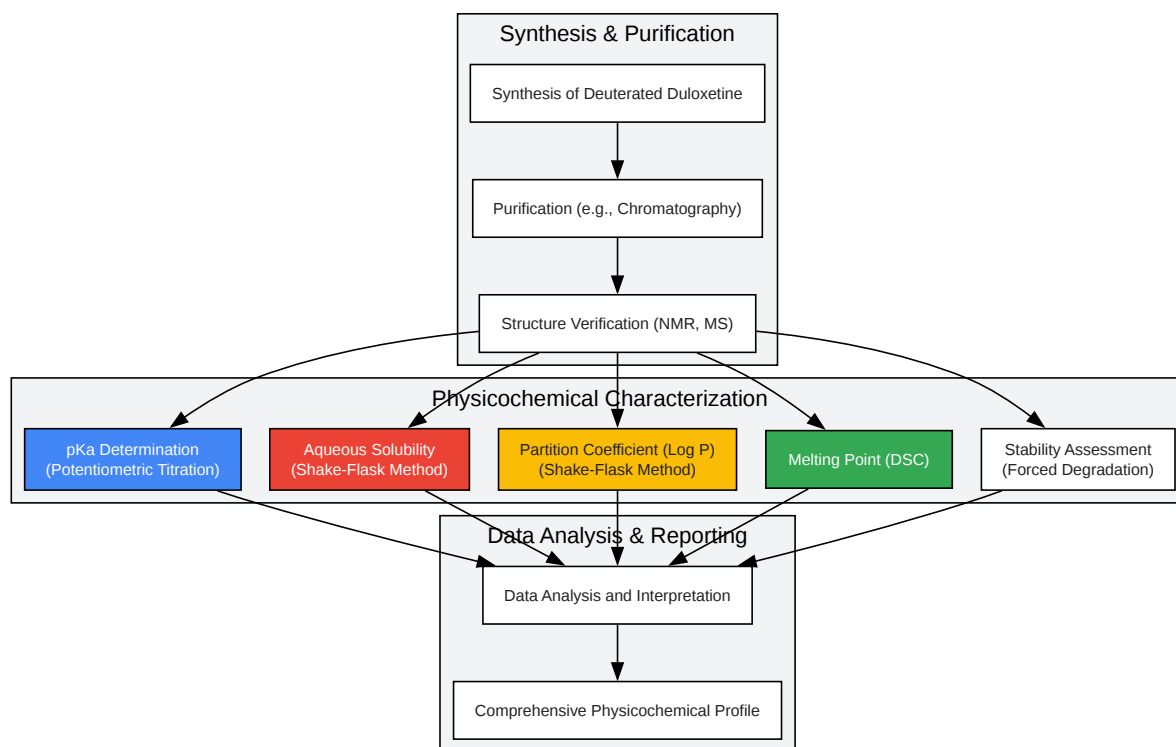 Synthesis & Purification
Synthesis of Deuterated Duloxetine
Purification (e.g., Chromatography)
Structure Verification (NMR, MS)
Physicochemical Characterization
pKa Determination
(Potentiometric Titration)
Aqueous Solubility
(Shake-Flask Method)
Partition Coefficient (Log P)
(Shake-Flask Method)
Melting Point (DSC)
Stability Assessment
(Forced Degradation)
Data Analysis & Reporting
Data Analysis and Interpretation
Comprehensive Physicochemical Profile